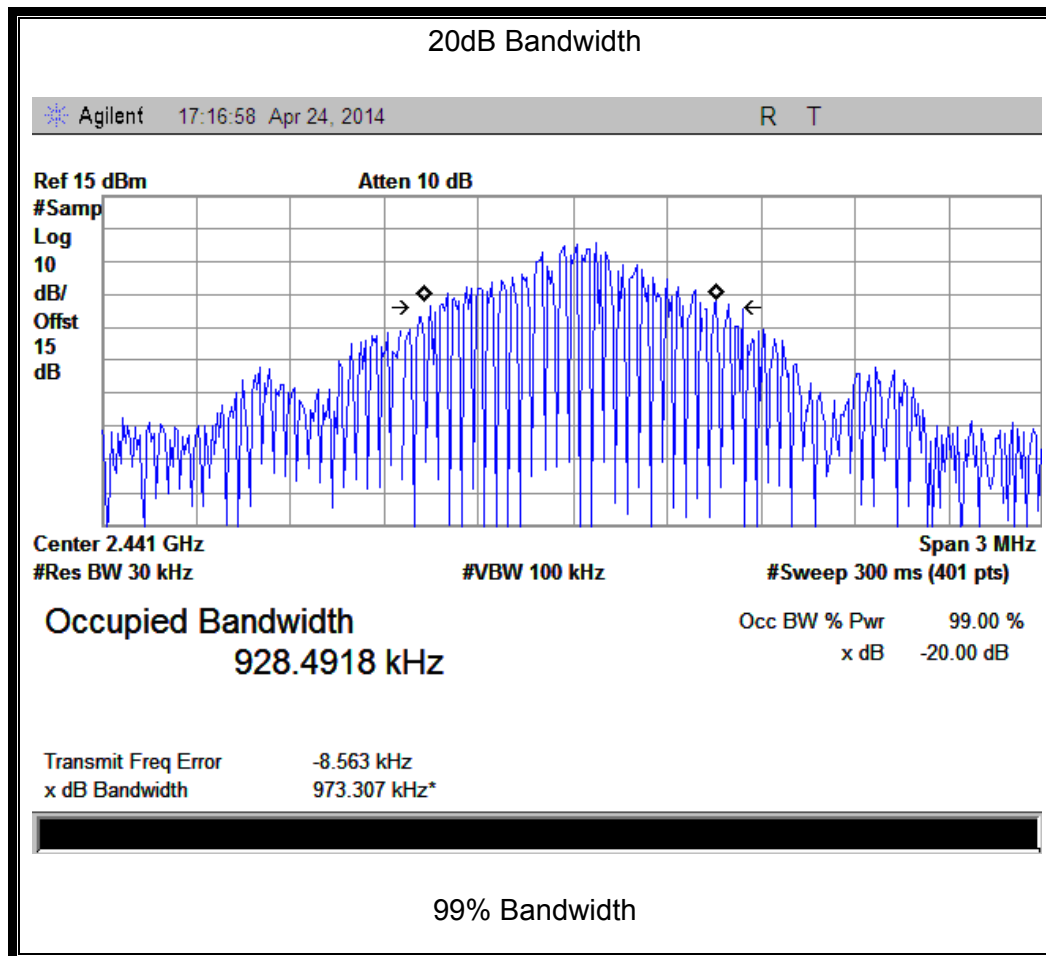 20dB Bandwidth
Agilent 17:16:58 Apr 24, 2014 R T
Ref 15 dBm Atten 10 dB
#Samp
Log
10
dB/
Offst
15
dB
Center 2.441 GHz Span 3 MHz
#Res BW 30 kHz #VBW 100 kHz #Sweep 300 ms (401 pts)
Occupied Bandwidth Occ BW % Pwr 99.00 %
928.4918 kHz x dB -20.00 dB
Transmit Freq Error -8.563 kHz
x dB Bandwidth 973.307 kHz*
99% Bandwidth